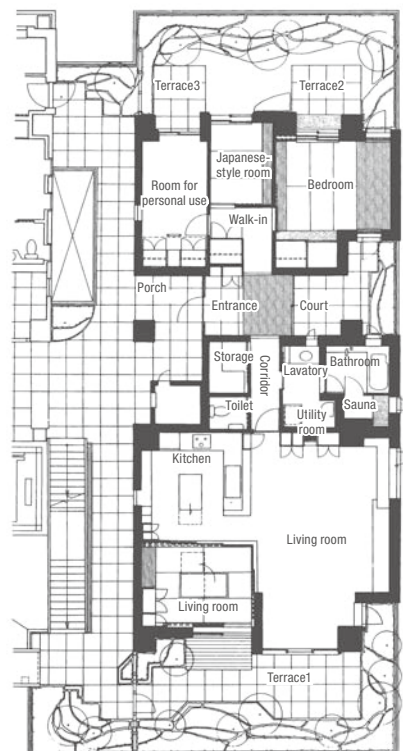 Terrace3
Terrace2
Japanese-
style room
Room for
personal use
Bedroom
Walk-in
Porch
Entrance
Court
Storage
Corridor
Lavatory
Bathroom
Toilet
Utility
room
Sauna
Kitchen
Living room
Living room
Terrace1